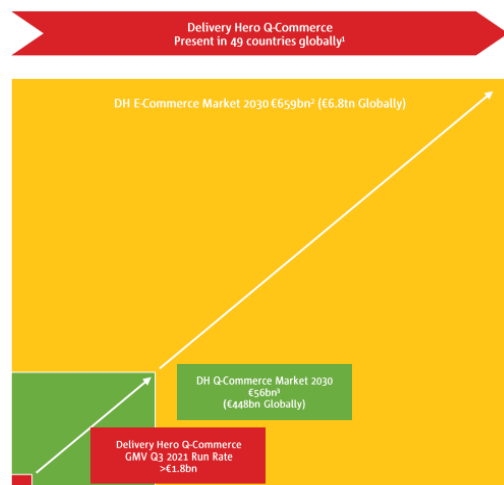 Delivery Hero Q-Commerce
Present in 49 countries globally¹
DH E-Commerce Market 2030 €659bn² (€6.8tn Globally)
DH Q-Commerce Market 2030
€56bn³
(€448bn Globally)
Delivery Hero Q-Commerce
GMV Q3 2021 Run Rate
>€1.8bn